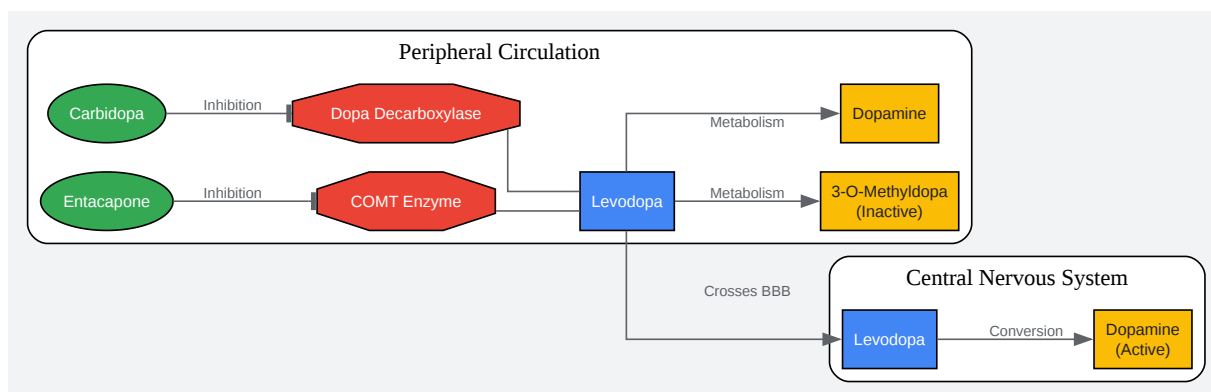 Peripheral Circulation
Carbidopa
Inhibition
Dopa Decarboxylase
Metabolism
Dopamine
Entacapone
Inhibition
COMT Enzyme
Levodopa
Metabolism
3-O-Methyldopa
(Inactive)
Crosses BBB
Central Nervous System
Levodopa
Conversion
Dopamine
(Active)